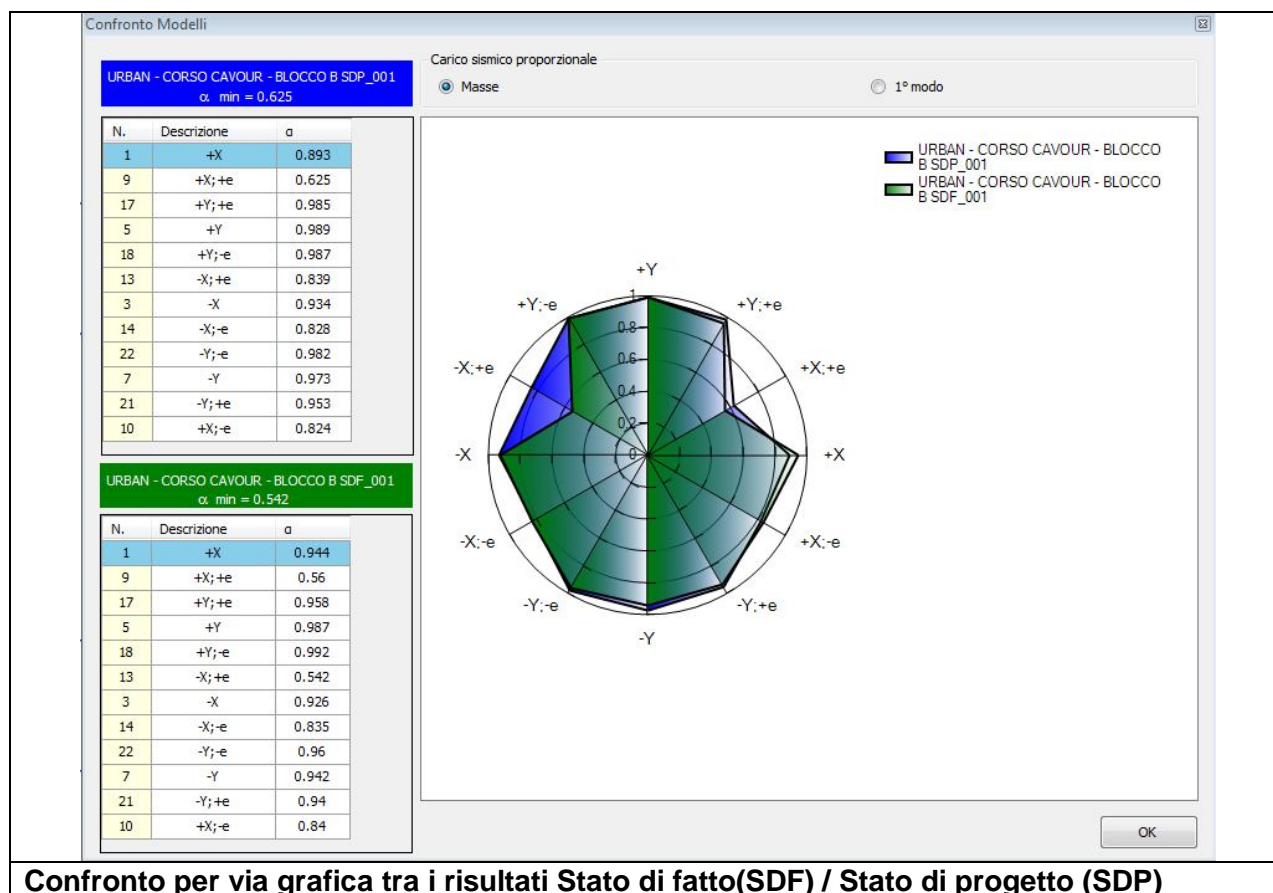 Confronto Modelli
URBAN - CORSO CAVOUR - BLOCCO B SDP_001
α min = 0.625
N. Descrizione α
1 +X 0.893
9 +X;+e 0.625
17 +Y;+e 0.985
5 +Y 0.989
18 +Y;-e 0.987
13 -X;+e 0.839
3 -X 0.934
14 -X;-e 0.828
22 -Y;-e 0.982
7 -Y 0.973
21 -Y;+e 0.953
10 +X;-e 0.824
URBAN - CORSO CAVOUR - BLOCCO B SDF_001
α min = 0.542
N. Descrizione α
1 +X 0.944
9 +X;+e 0.56
17 +Y;+e 0.958
5 +Y 0.987
18 +Y;-e 0.992
13 -X;+e 0.542
3 -X 0.926
14 -X;-e 0.835
22 -Y;-e 0.96
7 -Y 0.942
21 -Y;+e 0.94
10 +X;-e 0.84
Carico sismico proporzionale
Masse
1° modo
URBAN - CORSO CAVOUR - BLOCCO
B SDP_001
URBAN - CORSO CAVOUR - BLOCCO
B SDF_001
+Y
+Y;-e
+Y;+e
-X;+e
+X;+e
-X
+X
-X;-e
+X;-e
-Y;-e
-Y;+e
-Y
1
0.8
0.6
0.4
0.2
0
OK
Confronto per via grafica tra i risultati Stato di fatto(SDF) / Stato di progetto (SDP)